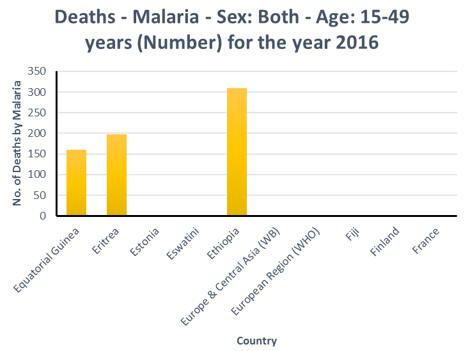 Deaths - Malaria - Sex: Both - Age: 15-49
years (Number) for the year 2016
No. of Deaths by Malaria
350
300
250
200
150
100
50
0
Equatorial Guinea
Eritrea
Estonia
Eswatini
Ethiopia
Europe & Central Asia (WB)
European Region (WHO)
Fiji
Finland
France
Country